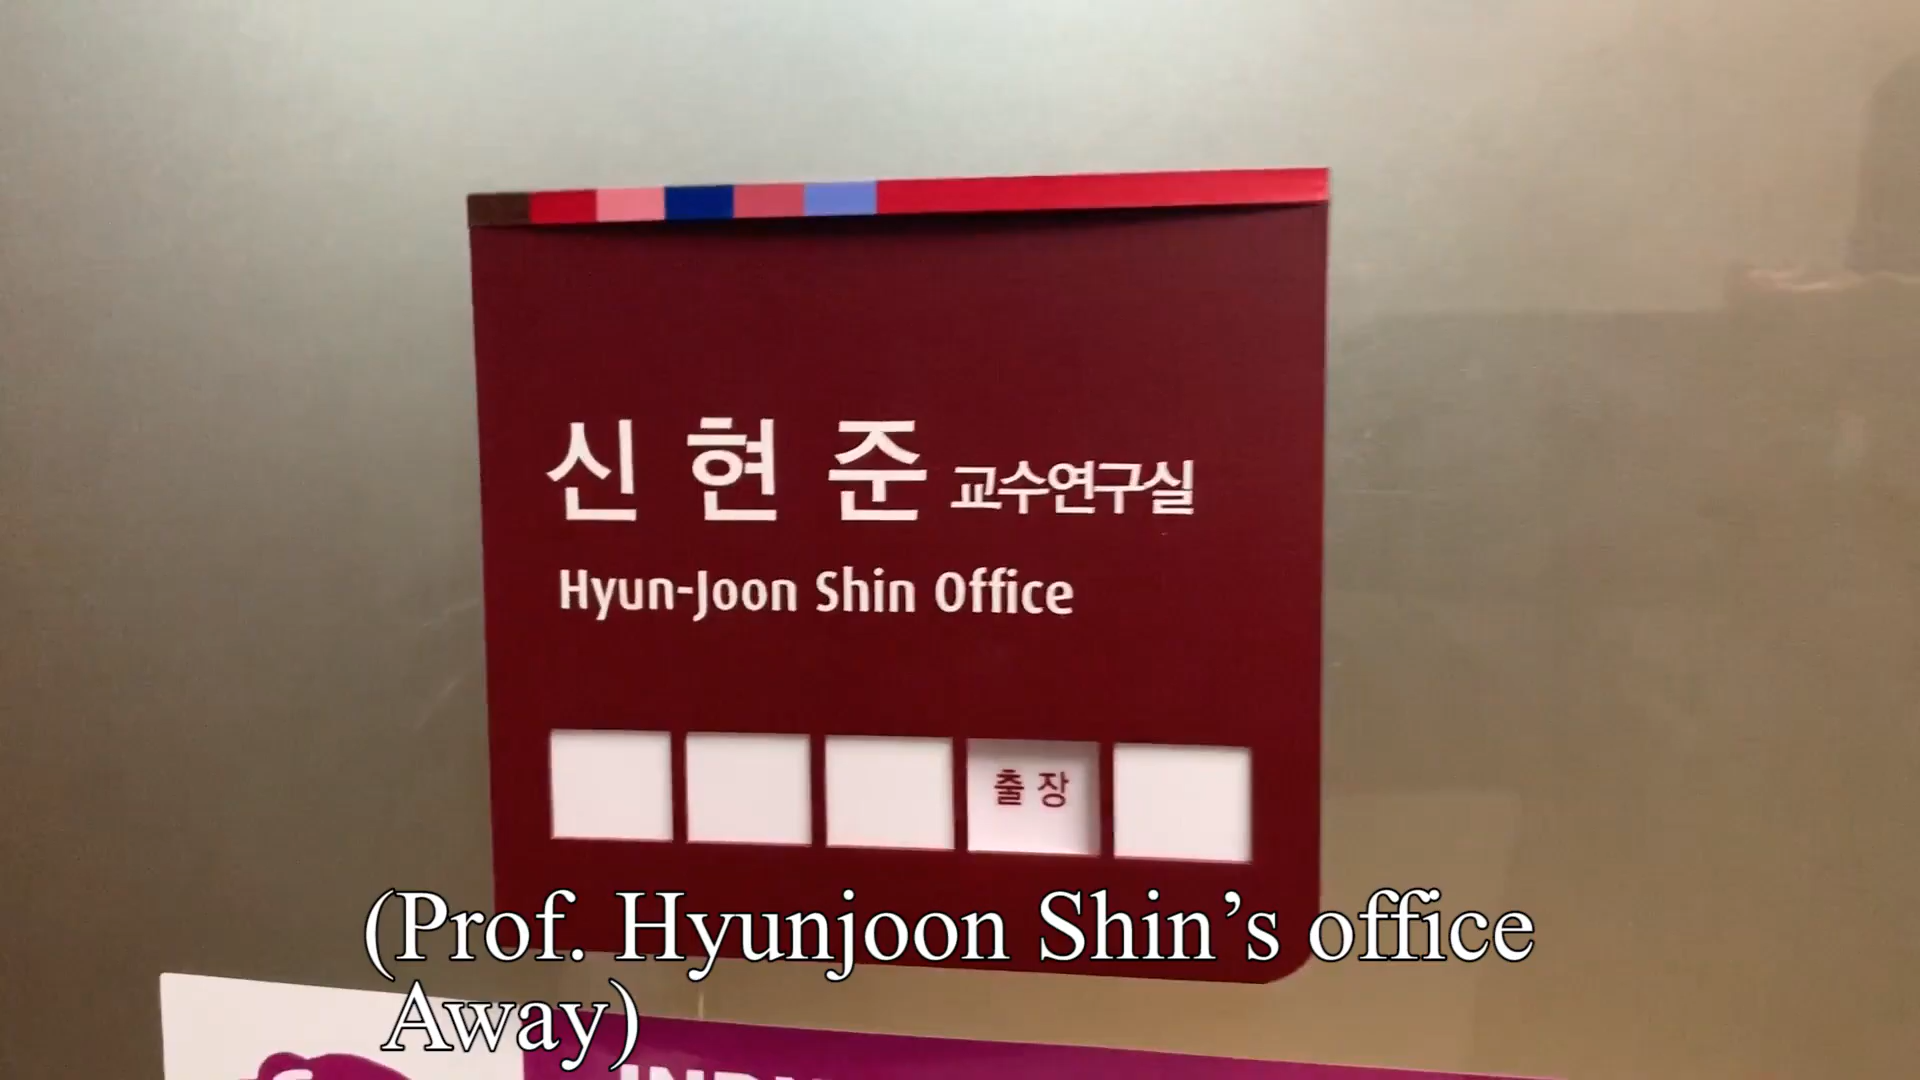 신 현 준 교수연구실
Hyun-Joon Shin Office
출 장
(Prof. Hyunjoon Shin’s office
Away)